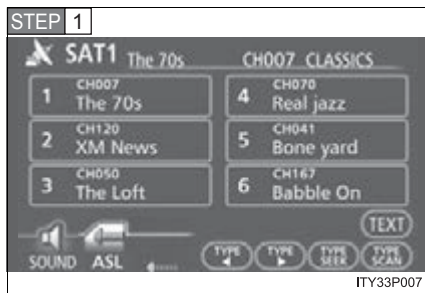 STEP 1
SAT1 The 70s CH007 CLASSICS
1 CH007 The 70s
2 CH120 XM News
3 CH050 The Loft
4 CH070 Real jazz
5 CH041 Bone yard
6 CH167 Babble On
TEXT
SOUND ASL TYPE TYPE TYPE SEEK TYPE SCAN
ITY33P007